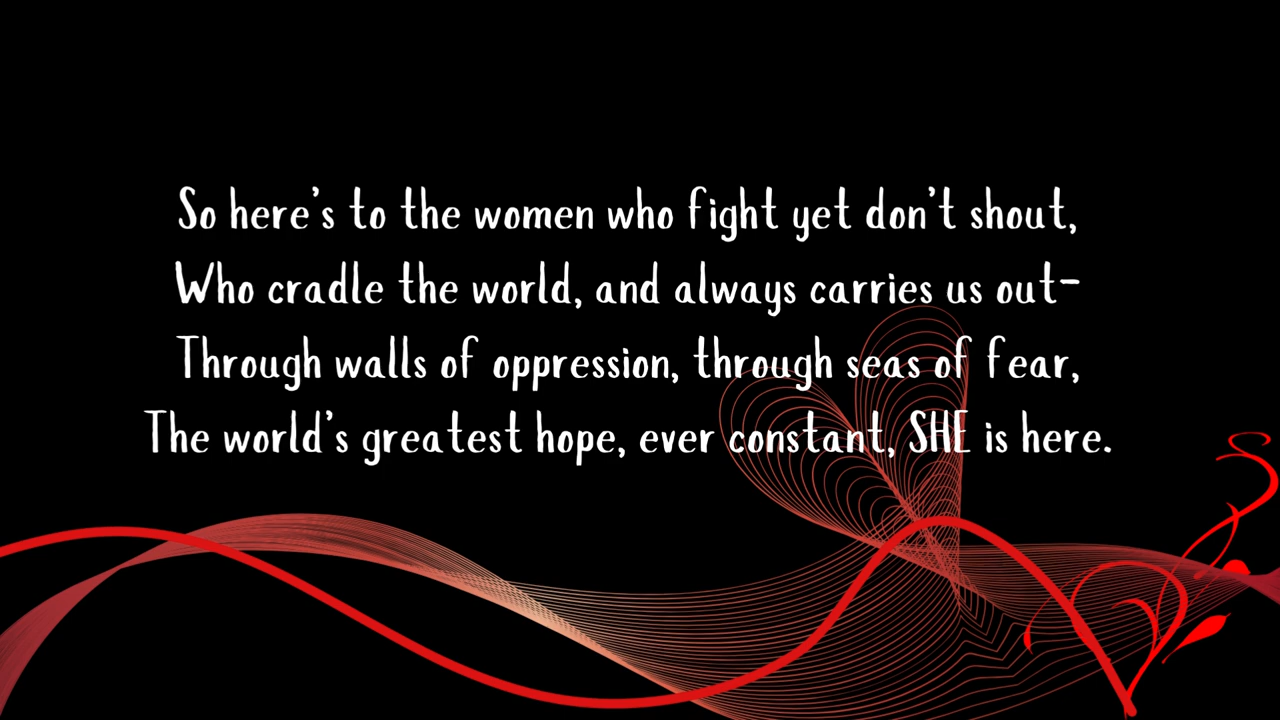 So here's to the women who fight yet don't shout,
Who cradle the world, and always carries us out-
Through walls of oppression, through seas of fear,
The world's greatest hope, ever constant, SHE is here.